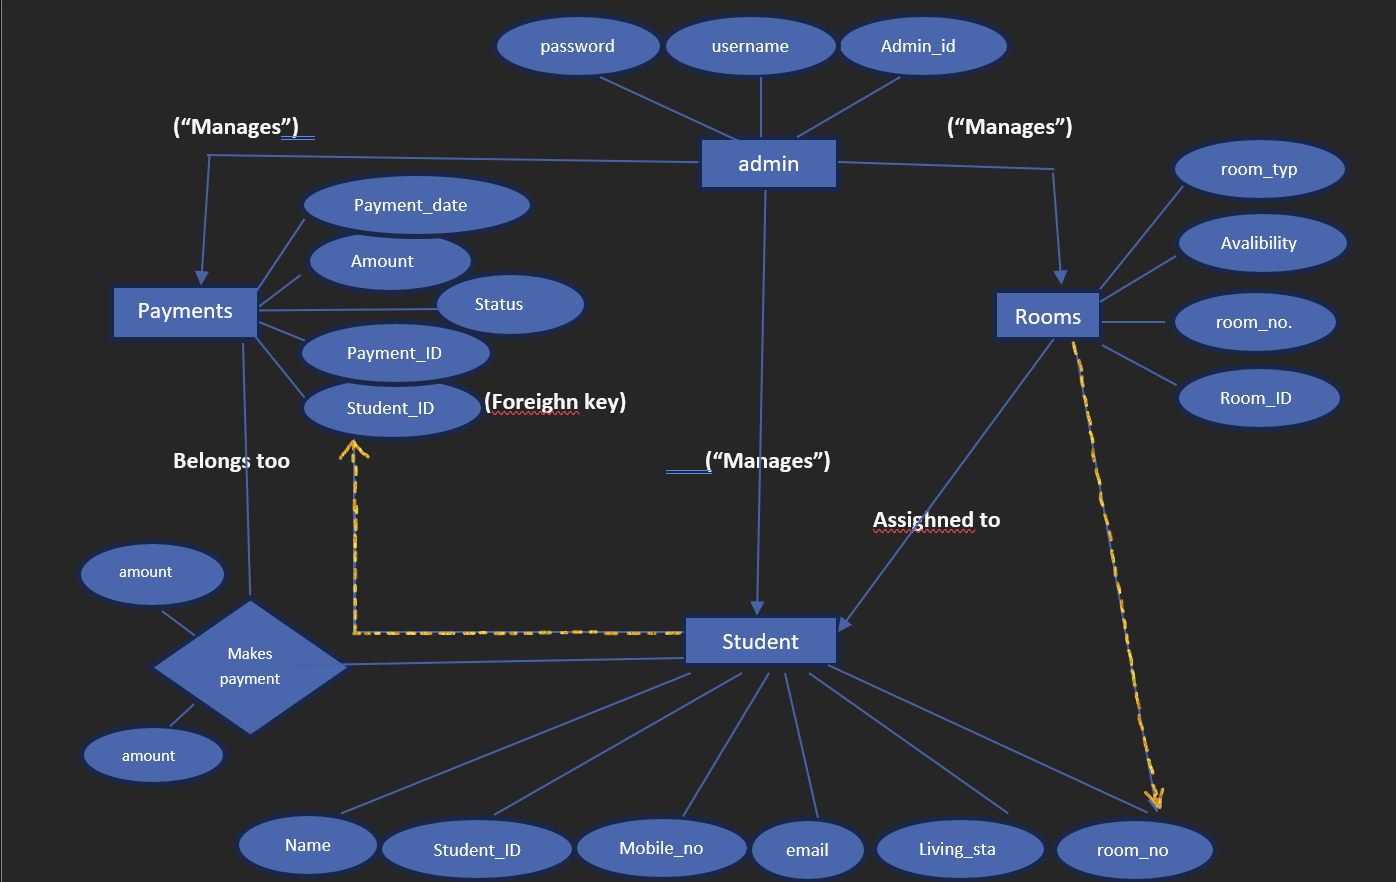 password
username
Admin_id
(“Manages”)
(“Manages”)
admin
room_typ
Payment_date
Avalibility
Amount
Status
Payments
Rooms
room_no.
Payment_ID
Room_ID
Student_ID
(Foreighn key)
Belongs too
(“Manages”)
Assighned to
amount
Student
Makes
payment
amount
Name
Student_ID
Mobile_no
email
Living_sta
room_no